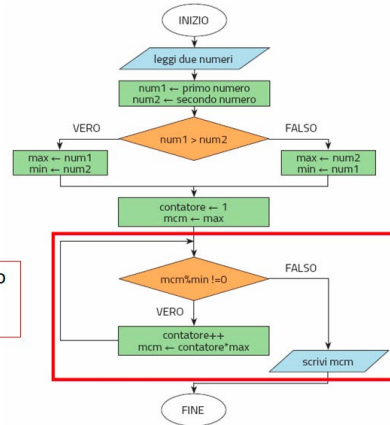 INIZIO
leggi due numeri
num1 ← primo numero
num2 ← secondo numero
VERO
FALSO
num1 > num2
max ← num1
min ← num2
max ← num2
min ← num1
contatore ← 1
mcm ← max
o
mcm%min !=0
FALSO
VERO
contatore++
mcm ← contatore*max
scrivi mcm
FINE